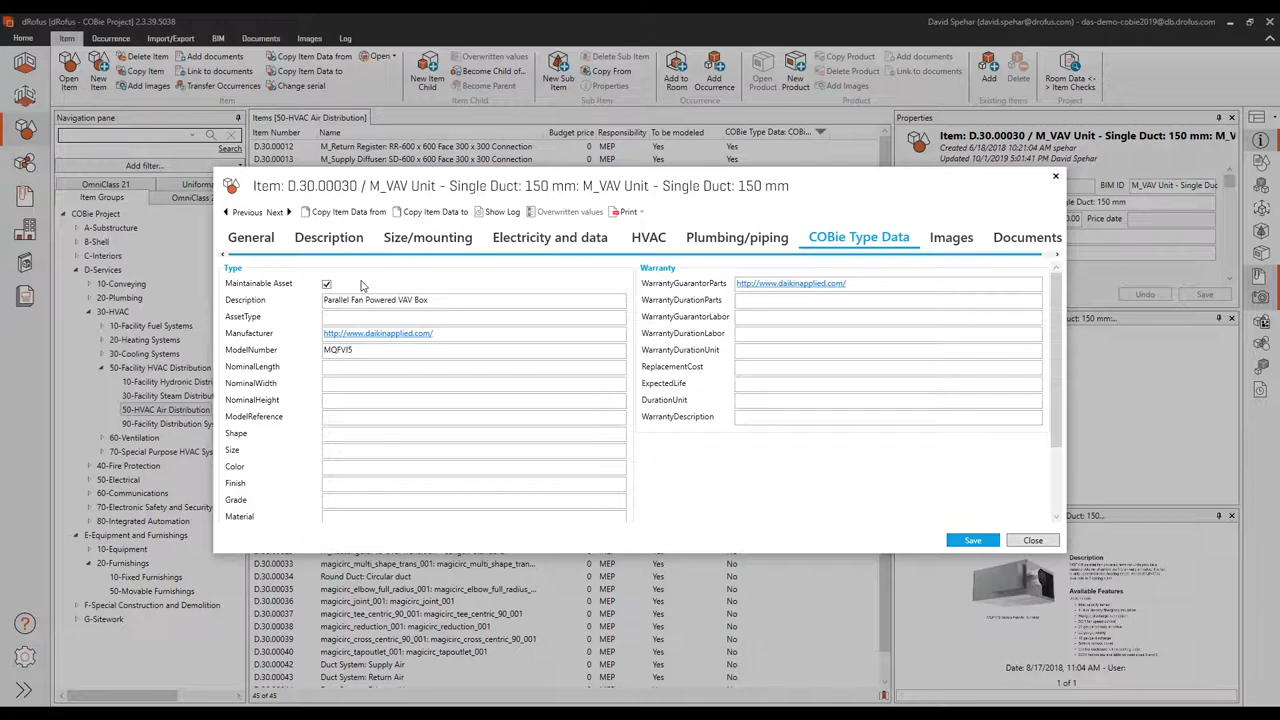 dRofus [dRofus - COBie Project] 2.3.39.5038
David Spehar (david.spehar@drofus.com) - das-demo-cobie2019@db.drofus.com
Home Item Occurrence Import/Export BIM Documents Images Log
Open Item
New Item
Delete Item
Copy Item
Add Images
Add documents
Link to documents
Transfer Occurrences
Copy Item Data from
Copy Item Data to
Change serial
Open
Item
New Item Child
Overwritten values
Become Child of...
Become Parent
Item Child
New Sub Item
Delete Sub Item
Copy From
Properties
Sub Item
Add to Room
Add Occurrence
Occurrence
Open Product
New Product
Copy Product
Delete Product
Add Images
Add documents
Link to documents
Product
Add
Delete
Existing Items
Room Data <-> Item Checks
Project
Navigation pane
Search
Add filter...
OmniClass 21
Item Groups
COBie Project
A-Substructure
B-Shell
C-Interiors
D-Services
10-Conveying
20-Plumbing
30-HVAC
10-Facility Fuel Systems
20-Heating Systems
30-Cooling Systems
50-Facility HVAC Distribution
10-Facility Hydronic Distri
30-Facility Steam Distribut
50-HVAC Air Distribution
90-Facility Distribution Sy
60-Ventilation
70-Special Purpose HVAC Sy
40-Fire Protection
50-Electrical
60-Communications
70-Electronic Safety and Security
80-Integrated Automation
E-Equipment and Furnishings
10-Equipment
20-Furnishings
10-Fixed Furnishings
50-Movable Furnishings
F-Special Construction and Demolition
G-Sitework
Items [50-HVAC Air Distribution]
Item Number Name Budget price Responsibility To be modeled COBie Type Data: COBi...
D.30.00012 M_Return Register: RR-600 x 600 Face 300 x 300 Connection 0 MEP Yes Yes
D.30.00013 M_Supply Diffuser: SD-600 x 600 Face 300 x 300 Connection 0 MEP Yes Yes
Item: D.30.00030 / M_VAV Unit - Single Duct: 150 mm: M_VAV Unit - Single Duct: 150 mm
Previous Next Copy Item Data from Copy Item Data to Show Log Overwritten values Print
General Description Size/mounting Electricity and data HVAC Plumbing/piping COBie Type Data Images Documents
Type
Maintainable Asset
Description Parallel Fan Powered VAV Box
AssetType
Manufacturer http://www.daikinapplied.com/
ModelNumber MQFVI5
NominalLength
NominalWidth
NominalHeight
ModelReference
Shape
Size
Color
Finish
Grade
Material
Warranty
WarrantyGuarantorParts http://www.daikinapplied.com/
WarrantyDurationParts
WarrantyGuarantorLabor
WarrantyDurationLabor
WarrantyDurationUnit
ReplacementCost
ExpectedLife
DurationUnit
WarrantyDescription
Save Close
magicirc_multi_shape_trans_001: magicirc_multi_shape_tran... MEP Yes No
D.30.00034 Round Duct: Circular duct 0 MEP Yes No
D.30.00035 magicirc_elbow_full_radius_001: magicirc_elbow_full_radius_... 0 MEP Yes No
D.30.00036 magicirc_joint_001: magicirc_joint_001 0 MEP Yes No
D.30.00037 magicirc_tee_centric_90_001: magicirc_tee_centric_90_001 0 MEP Yes No
D.30.00038 magicirc_reduction_001: magicirc_reduction_001 0 MEP Yes No
D.30.00039 magicirc_cross_centric_90_001: magicirc_cross_centric_90_001 0 MEP Yes No
magicirc_tapoutlet_001: magicirc_tapoutlet_001 0 MEP Yes No
D.30.00042 Duct System: Supply Air 0 MEP Yes No
D.30.00043 Duct System: Return Air 0 MEP Yes No
45 of 45
Properties
Item: D.30.00030 / M_VAV Unit - Single Duct: 150 mm: M_V
Created 6/18/2018 4:21:04 PM
Updated 10/1/2019 5:01:41 PM David Spehar
BIM ID M_VAV Unit - Single Duc
150 mm
Price date
Undo Save
Description
Available Features
Date: 8/17/2018, 11:04 AM - User:
1 of 1